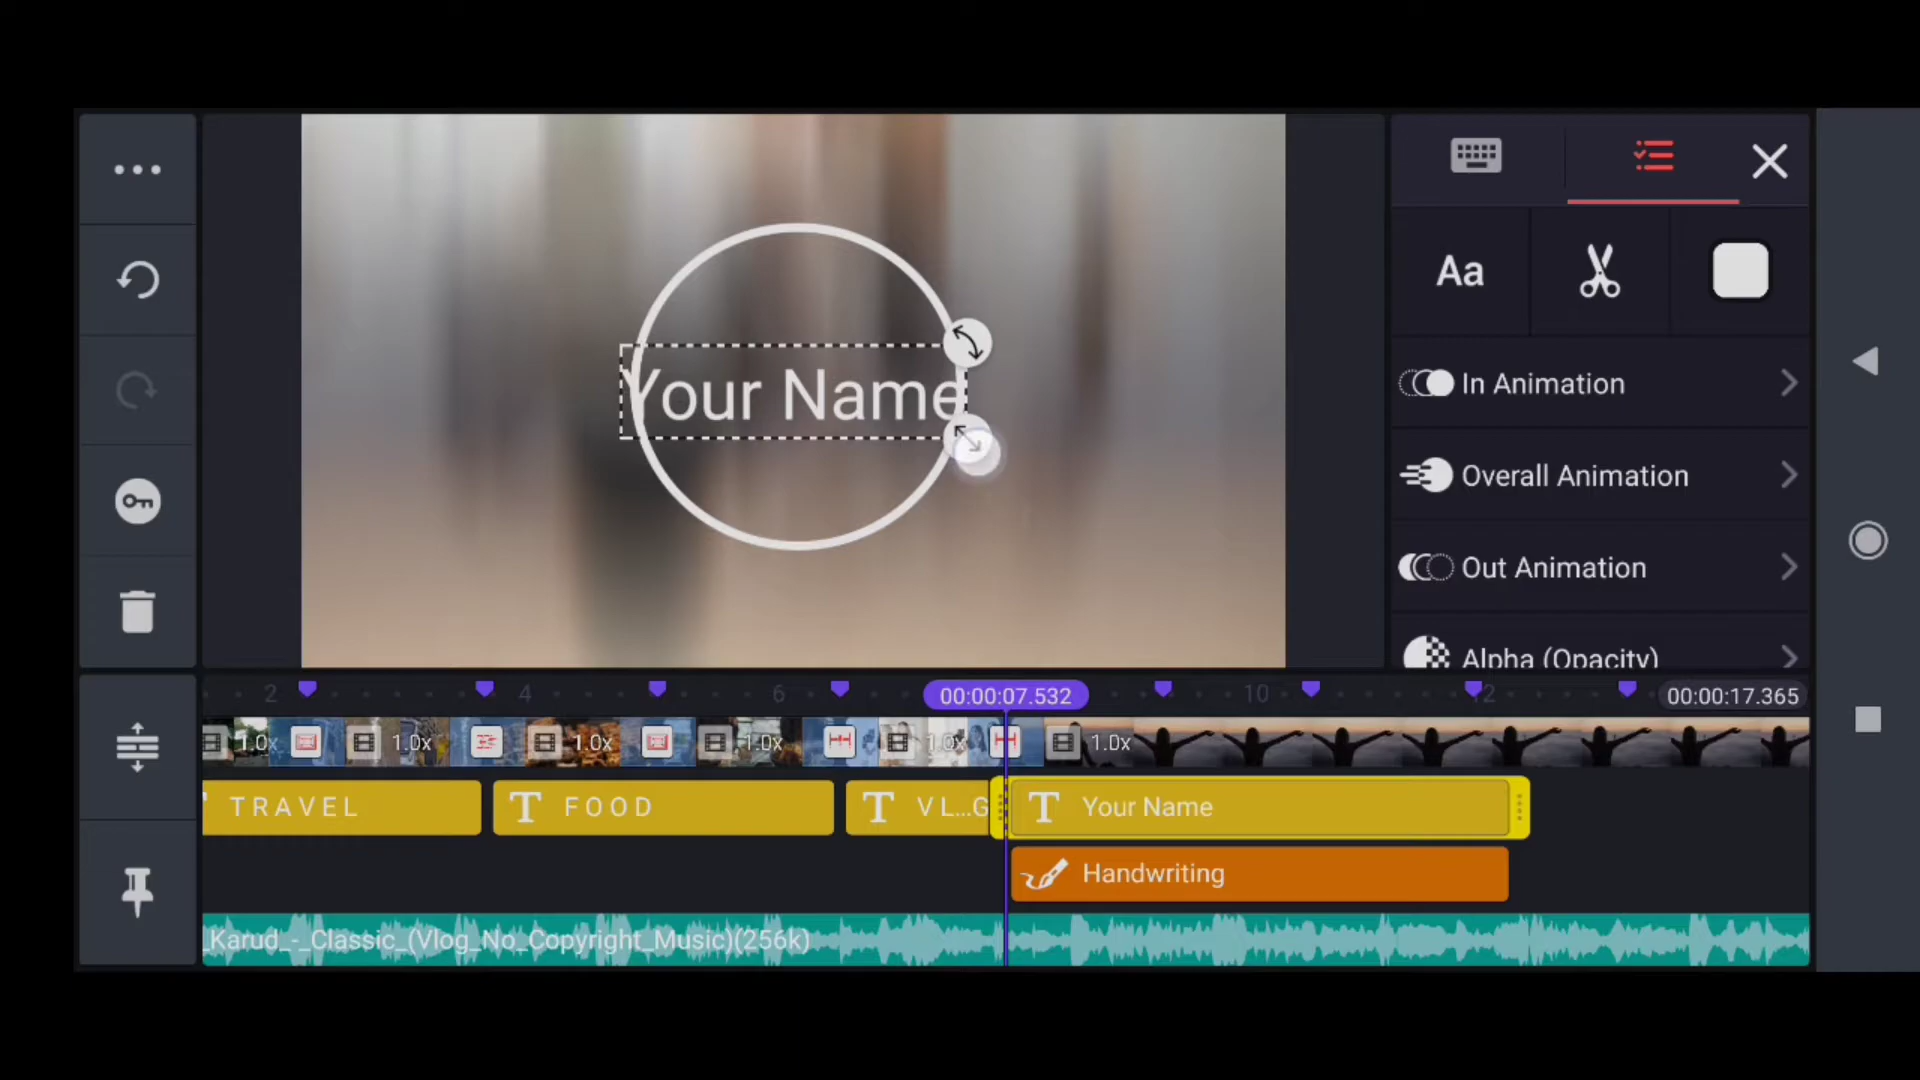 Aa
In Animation
Overall Animation
Out Animation
Alpha (Opacity)
Your Name
2
4
6
00:00:07.532
10
12
00:00:17.365
1.0x
1.0x
1.0x
1.0x
1.0x
1.0x
TRAVEL
T FOOD
T VL...G
T Your Name
Handwriting
_Karud_-_Classic_(Vlog_No_Copyright_Music)(256k)